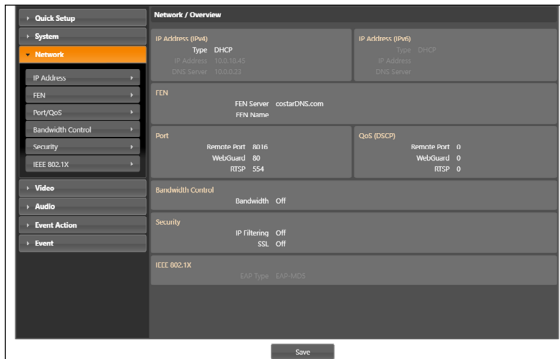 Quick Setup
System
Network
IP Address
FEN
Port/QoS
Bandwidth Control
Security
IEEE 802.1X
Video
Audio
Event Action
Event
Network / Overview
IP Address (IPv4)
Type DHCP
IP Address 10.0.10.45
DNS Server 10.0.0.23
IP Address (IPv6)
Type DHCP
IP Address
DNS Server
FEN
FEN Server costarDNS.com
FEN Name
Port
Remote Port 8016
WebGuard 80
RTSP 554
QoS (DSCP)
Remote Port 0
WebGuard 0
RTSP 0
Bandwidth Control
Bandwidth Off
Security
IP Filtering Off
SSL Off
IEEE 802.1X
EAP Type EAP-MD5
Save